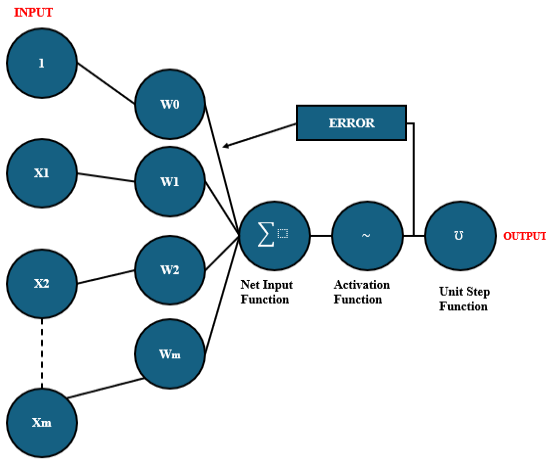 INPUT
1
W0
ERROR
X1
W1
∑
~
℧
OUTPUT
X2
W2
Net Input
Function
Activation
Function
Unit Step
Function
Wm
Xm